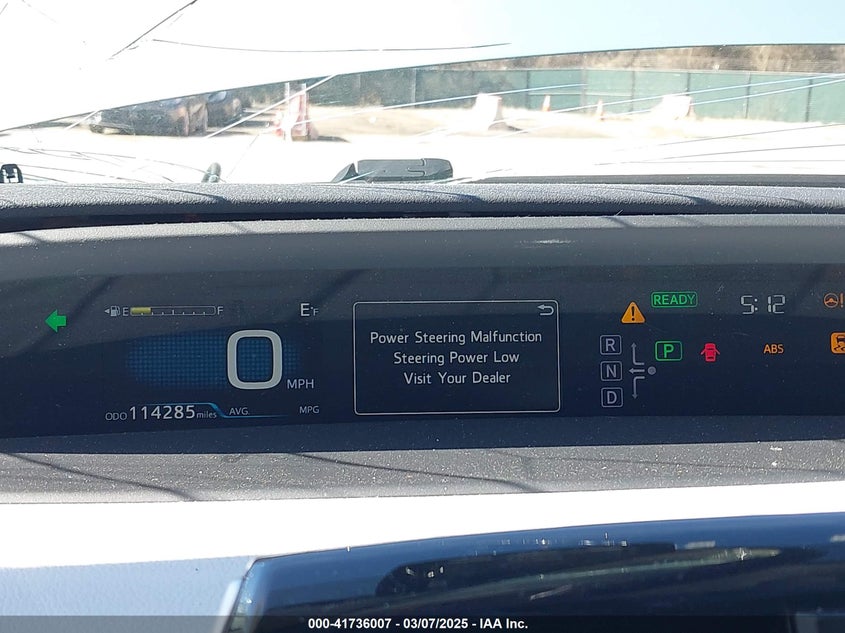 E F
E°F
READY
5:12
Power Steering Malfunction
Steering Power Low
Visit Your Dealer
0 MPH
R
N
D
P
ABS
ODO 114285 miles AVG. MPG
000-41736007 - 03/07/2025 - IAA Inc.